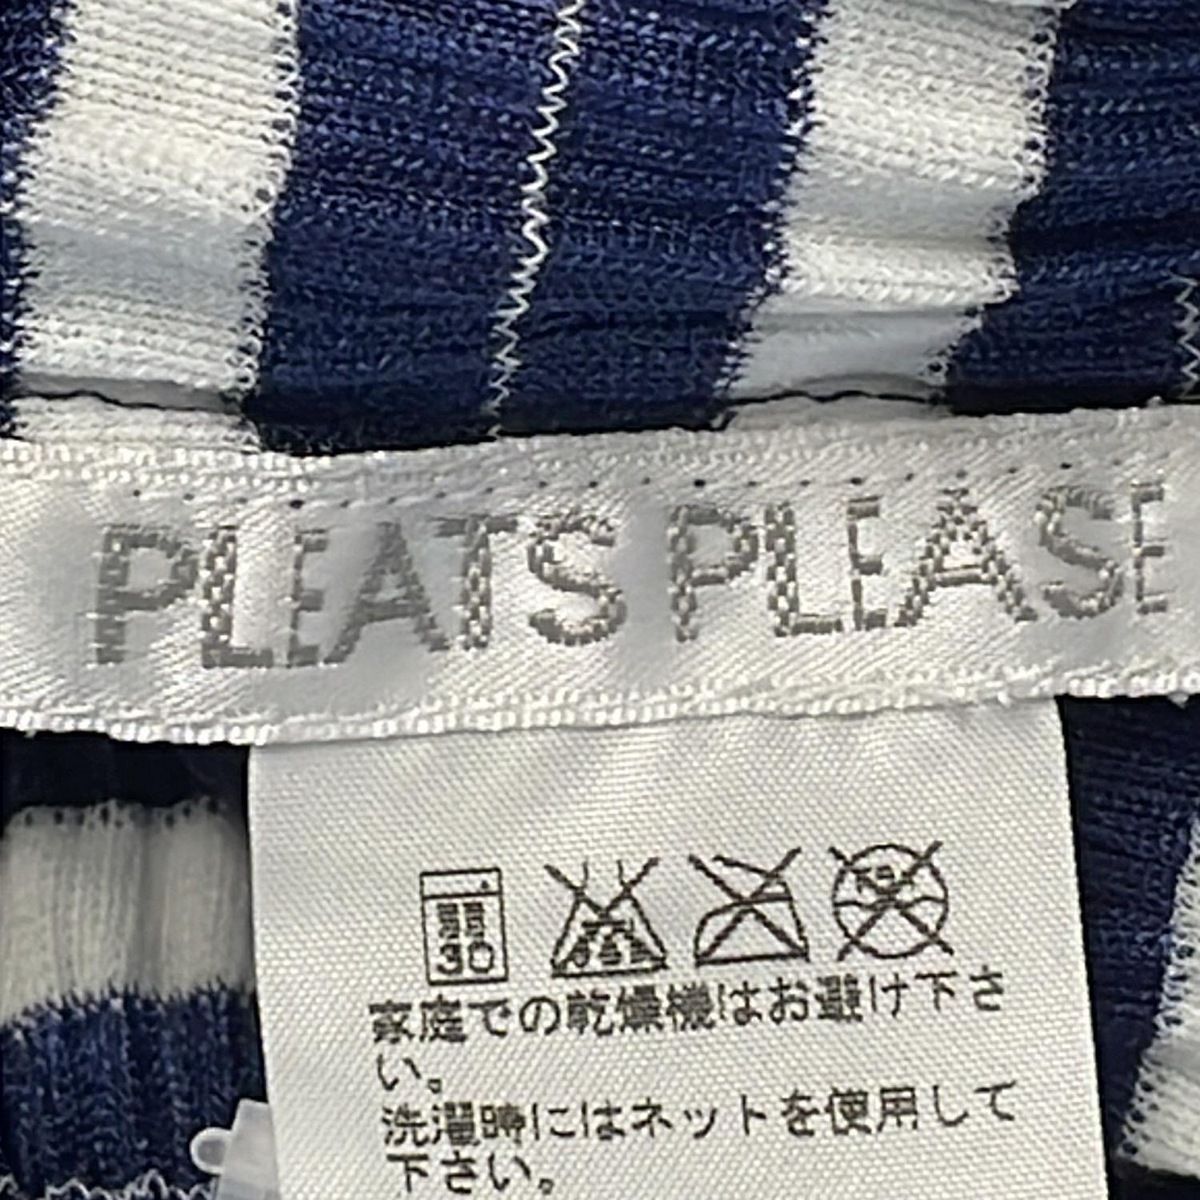 PLEATS PLEASE
30
家庭での乾燥機はお避け下さ
い。
洗濯時にはネットを使用して
下さい。